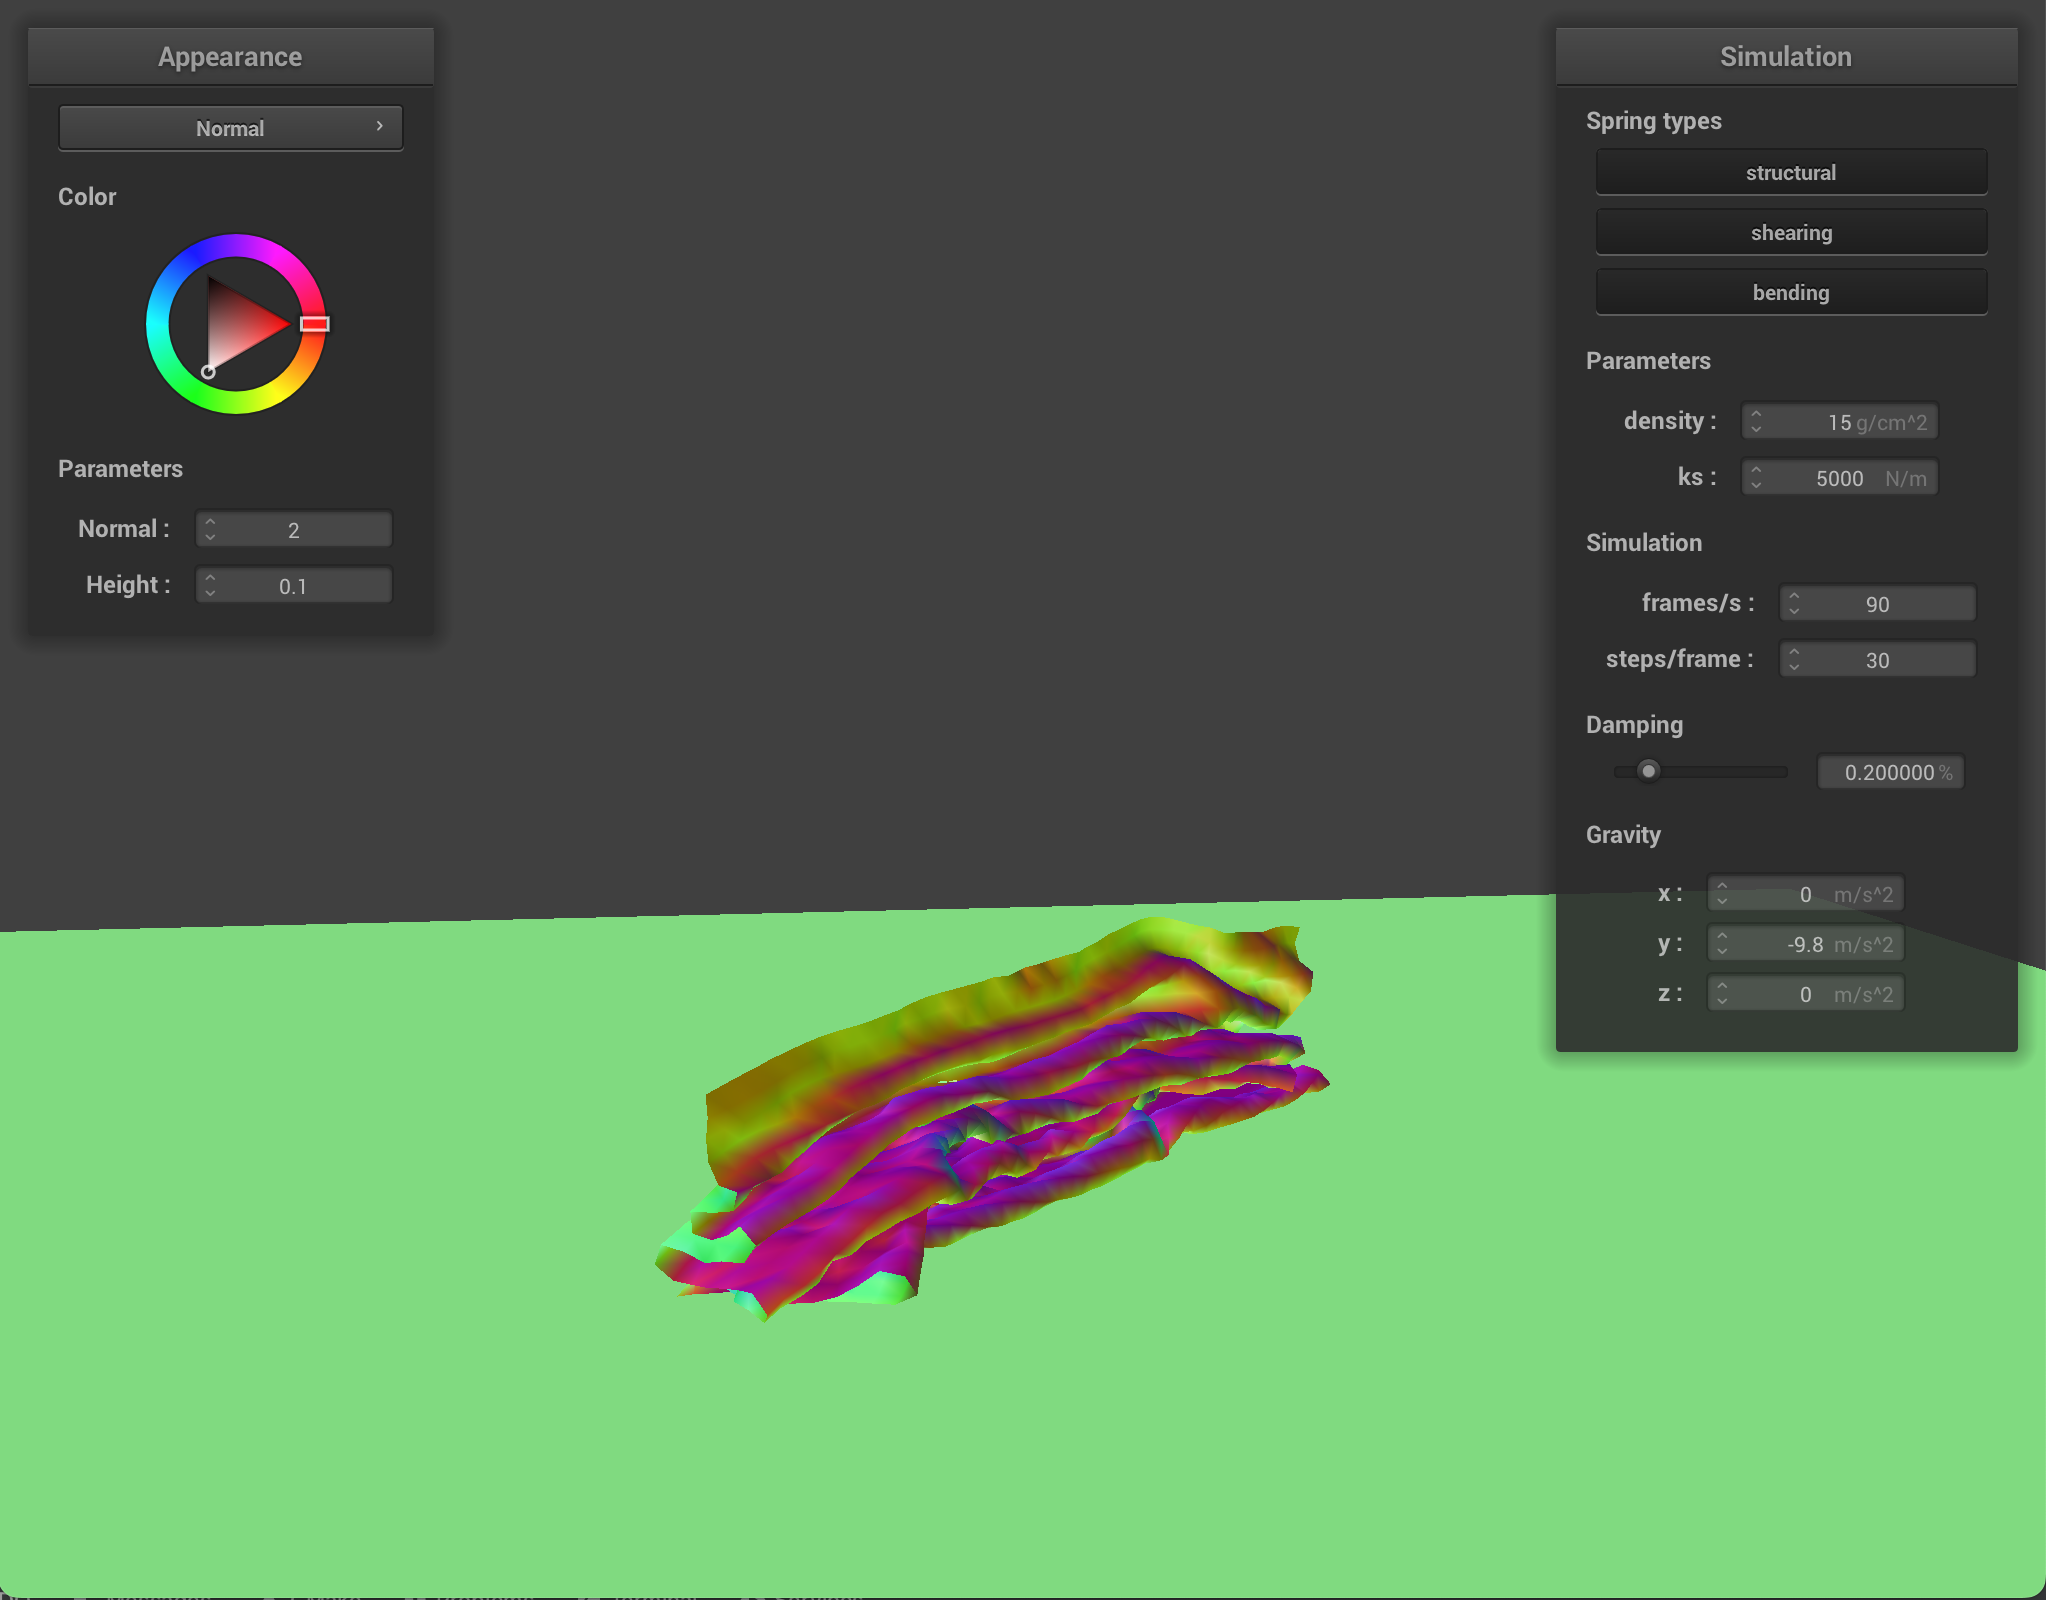 Appearance
Normal
Color
Parameters
Normal : 2
Height : 0.1
Simulation
Spring types
structural
shearing
bending
Parameters
density : 15 g/cm^2
ks : 5000 N/m
Simulation
frames/s : 90
steps/frame : 30
Damping
0.200000 %
Gravity
x : 0 m/s^2
y : -9.8 m/s^2
z : 0 m/s^2